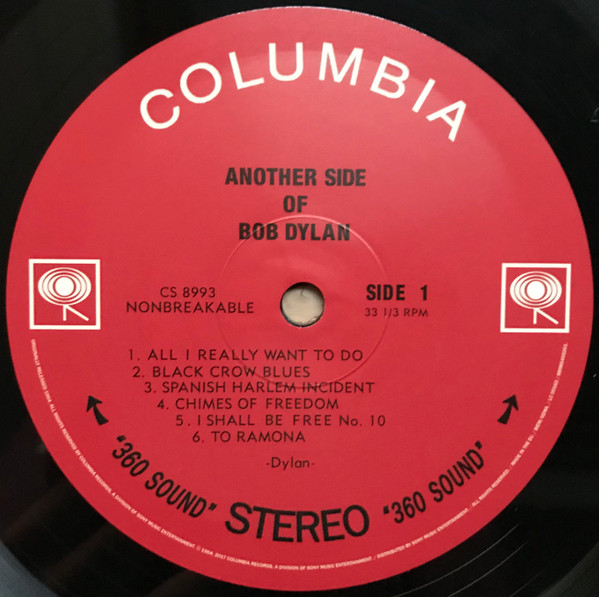 COLUMBIA
ANOTHER SIDE
OF
BOB DYLAN
CS 8993
NONBREAKABLE
SIDE 1
33 1/3 RPM
1. ALL I REALLY WANT TO DO
2. BLACK CROW BLUES
3. SPANISH HARLEM INCIDENT
4. CHIMES OF FREEDOM
5. I SHALL BE FREE No. 10
6. TO RAMONA
-Dylan-
"360 SOUND" STEREO "360 SOUND"